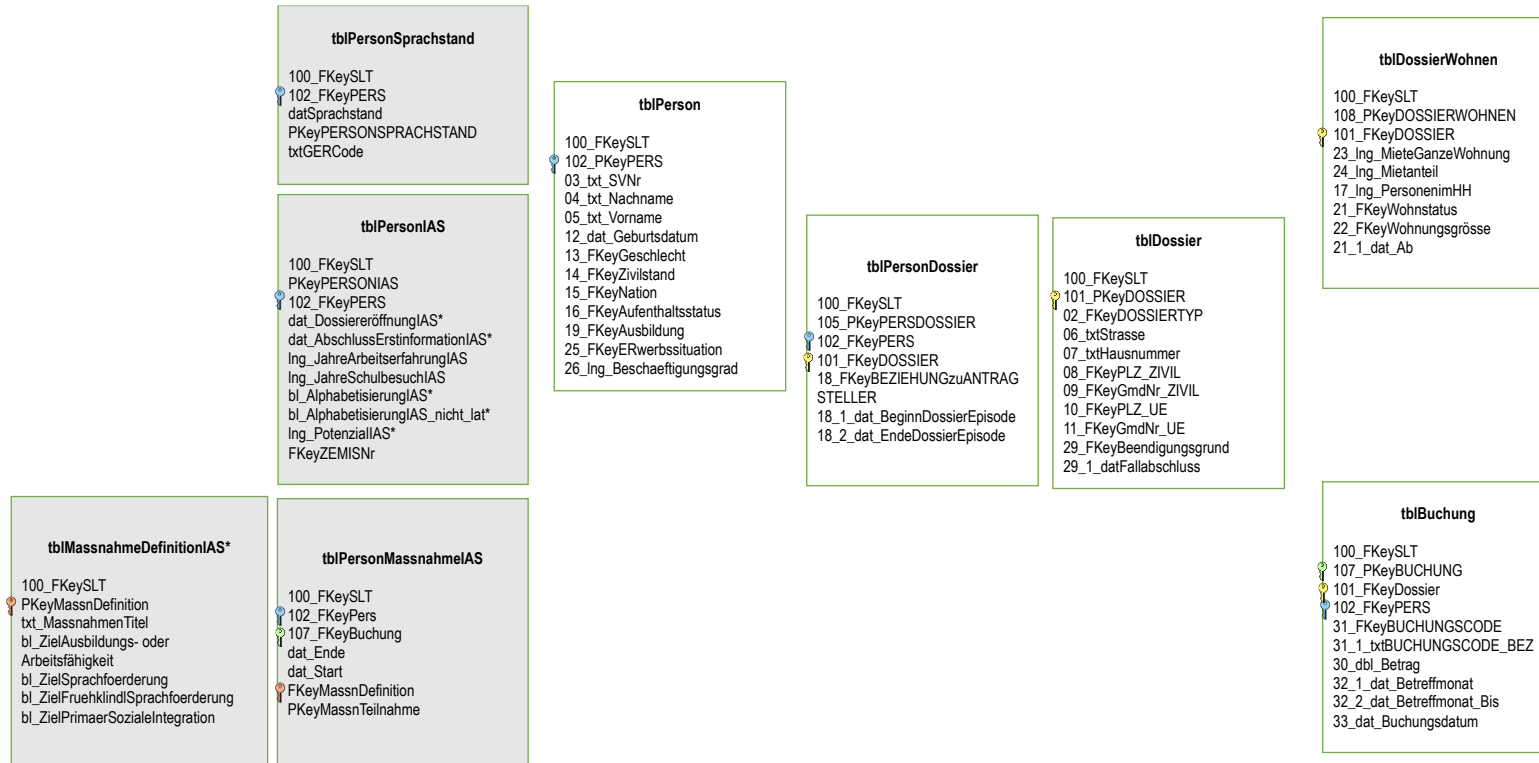 tblPersonSprachstand
100_FKeySLT
102_FKeyPERS
datSprachstand
PKeyPERSONSPRACHSTAND
txtGERCode
tblPersonIAS
100_FKeySLT
PKeyPERSONIAS
102_FKeyPERS
dat_DossiereröffnungIAS*
dat_AbschlussErstinformationIAS*
lng_JahreArbeitserfahrungIAS
lng_JahreSchulbesuchIAS
bl_AlphabetisierungIAS*
bl_AlphabetisierungIAS_nicht_lat*
lng_PotenzialIAS*
FKeyZEMISNr
tblMassnahmeDefinitionIAS*
100_FKeySLT
PKeyMassnDefinition
txt_MassnahmenTitel
bl_ZielAusbildungs- oder
Arbeitsfähigkeit
bl_ZielSprachfoerderung
bl_ZielFruehklindlSprachfoerderung
bl_ZielPrimaerSozialeIntegration
tblPersonMassnahmeIAS
100_FKeySLT
102_FKeyPers
107_FKeyBuchung
dat_Ende
dat_Start
FKeyMassnDefinition
PKeyMassnTeilnahme
tblPerson
100_FKeySLT
102_PKeyPERS
03_txt_SVNr
04_txt_Nachname
05_txt_Vorname
12_dat_Geburtsdatum
13_FKeyGeschlecht
14_FKeyZivilstand
15_FKeyNation
16_FKeyAufenthaltsstatus
19_FKeyAusbildung
25_FKeyERwerbssituation
26_lng_Beschaeftigungsgrad
tblPersonDossier
100_FKeySLT
105_PKeyPERSDOSSIER
102_FKeyPERS
101_FKeyDOSSIER
18_FKeyBEZIEHUNGzuANTRAG
STELLER
18_1_dat_BeginnDossierEpisode
18_2_dat_EndeDossierEpisode
tblDossier
100_FKeySLT
101_PKeyDOSSIER
02_FKeyDOSSIERTYP
06_txtStrasse
07_txtHausnummer
08_FKeyPLZ_ZIVIL
09_FKeyGmdNr_ZIVIL
10_FKeyPLZ_UE
11_FKeyGmdNr_UE
29_FKeyBeendigungsgrund
29_1_datFallabschluss
tblDossierWohnen
100_FKeySLT
108_PKeyDOSSIERWOHNEN
101_FKeyDOSSIER
23_lng_MieteGanzeWohnung
24_lng_Mietanteil
17_lng_PersonenimHH
21_FKeyWohnstatus
22_FKeyWohnungsgrösse
21_1_dat_Ab
tblBuchung
100_FKeySLT
107_PKeyBUCHUNG
101_FKeyDossier
102_FKeyPERS
31_FKeyBUCHUNGSCODE
31_1_txtBUCHUNGSCODE_BEZ
30_dbl_Betrag
32_1_dat_Betreffmonat
32_2_dat_Betreffmonat_Bis
33_dat_Buchungsdatum